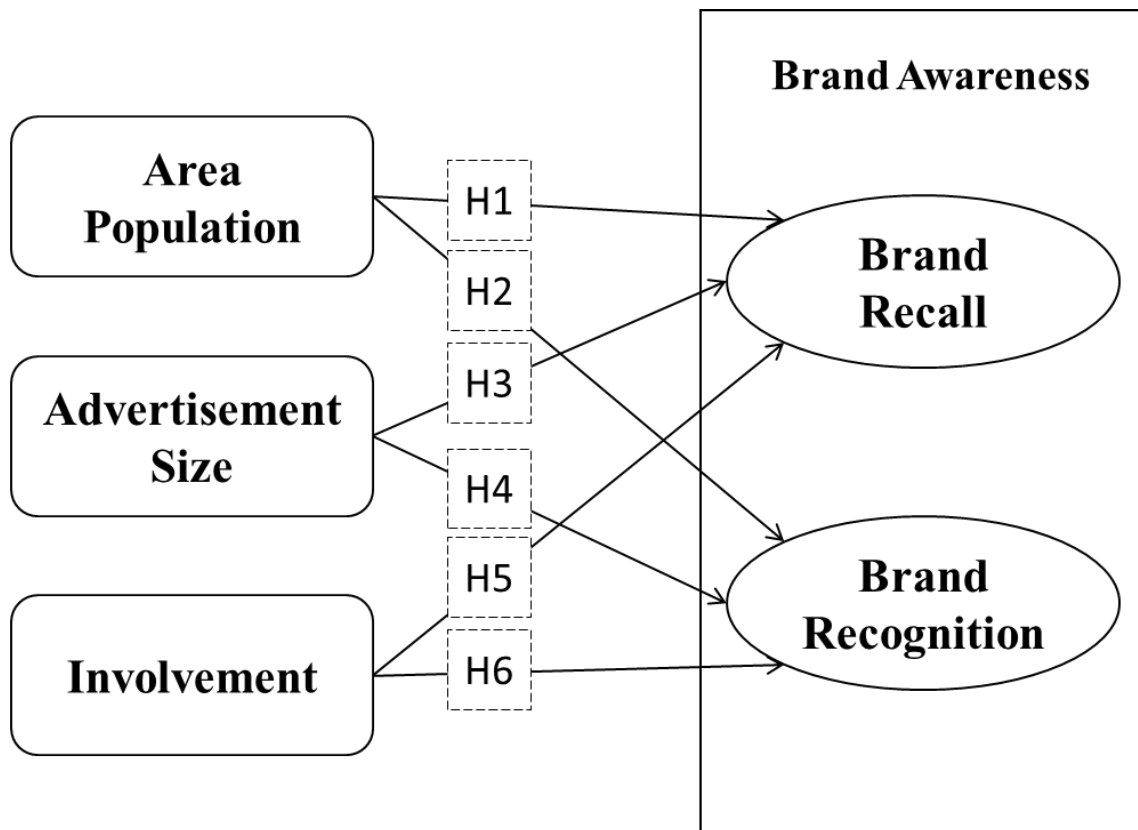 Brand Awareness
Area
Population
Advertisement
Size
Involvement
H1
H2
H3
H4
H5
H6
Brand
Recall
Brand
Recognition